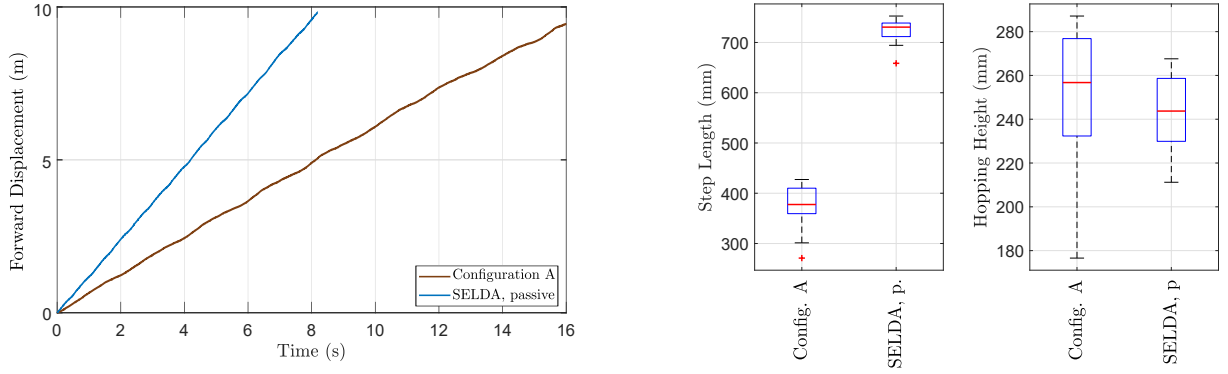 10
5
0
Forward Displacement (m)
0 2 4 6 8 10 12 14 16
Time (s)
Configuration A
SELDA, passive
700
600
500
400
300
Step Length (mm)
Config. A
SELDA, p.
280
260
240
220
200
180
Hopping Height (mm)
Config. A
SELDA, p